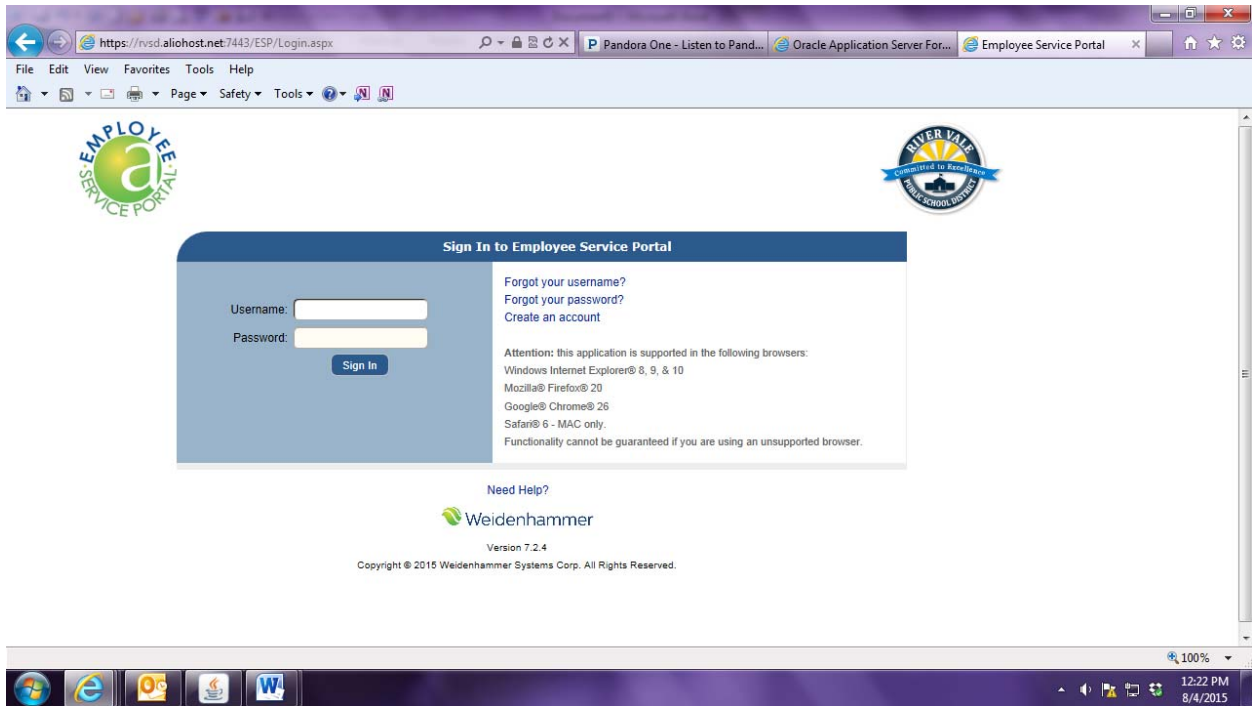 https://rvsd.aliohost.net:7443/ESP/Login.aspx
Pandora One - Listen to Pand...
Oracle Application Server For...
Employee Service Portal
File Edit View Favorites Tools Help
Page Safety Tools
EMPLOYEE
SERVICE PORTAL
a
RIVER VALE
Committed to Excellence
PUBLIC SCHOOL DISTRICT
Sign In to Employee Service Portal
Username:
Password:
Sign In
Forgot your username?
Forgot your password?
Create an account
Attention: this application is supported in the following browsers:
Windows Internet Explorer® 8, 9, & 10
Mozilla® Firefox® 20
Google® Chrome® 26
Safari® 6 - MAC only.
Functionality cannot be guaranteed if you are using an unsupported browser.
Need Help?
Weidenhammer
Version 7.2.4
Copyright © 2015 Weidenhammer Systems Corp. All Rights Reserved.
100%
12:22 PM
8/4/2015